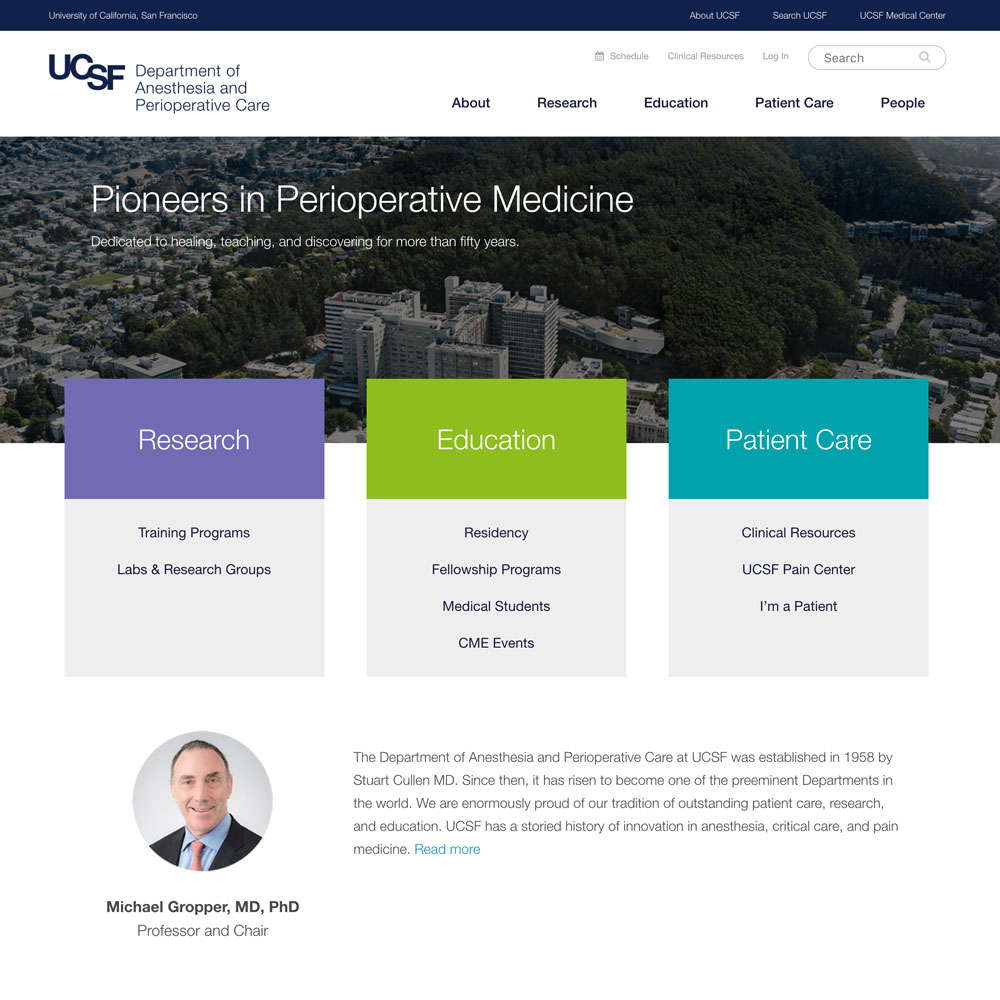 University of California, San Francisco
About UCSF
Search UCSF
UCSF Medical Center
UCSF
Department of
Anesthesia and
Perioperative Care
Schedule
Clinical Resources
Log In
Search
About
Research
Education
Patient Care
People
Pioneers in Perioperative Medicine
Dedicated to healing, teaching, and discovering for more than fifty years.
Research
Training Programs
Labs & Research Groups
Education
Residency
Fellowship Programs
Medical Students
CME Events
Patient Care
Clinical Resources
UCSF Pain Center
I'm a Patient
Michael Gropper, MD, PhD
Professor and Chair
The Department of Anesthesia and Perioperative Care at UCSF was established in 1958 by
Stuart Cullen MD. Since then, it has risen to become one of the preeminent Departments in
the world. We are enormously proud of our tradition of outstanding patient care, research,
and education. UCSF has a storied history of innovation in anesthesia, critical care, and pain
medicine. Read more